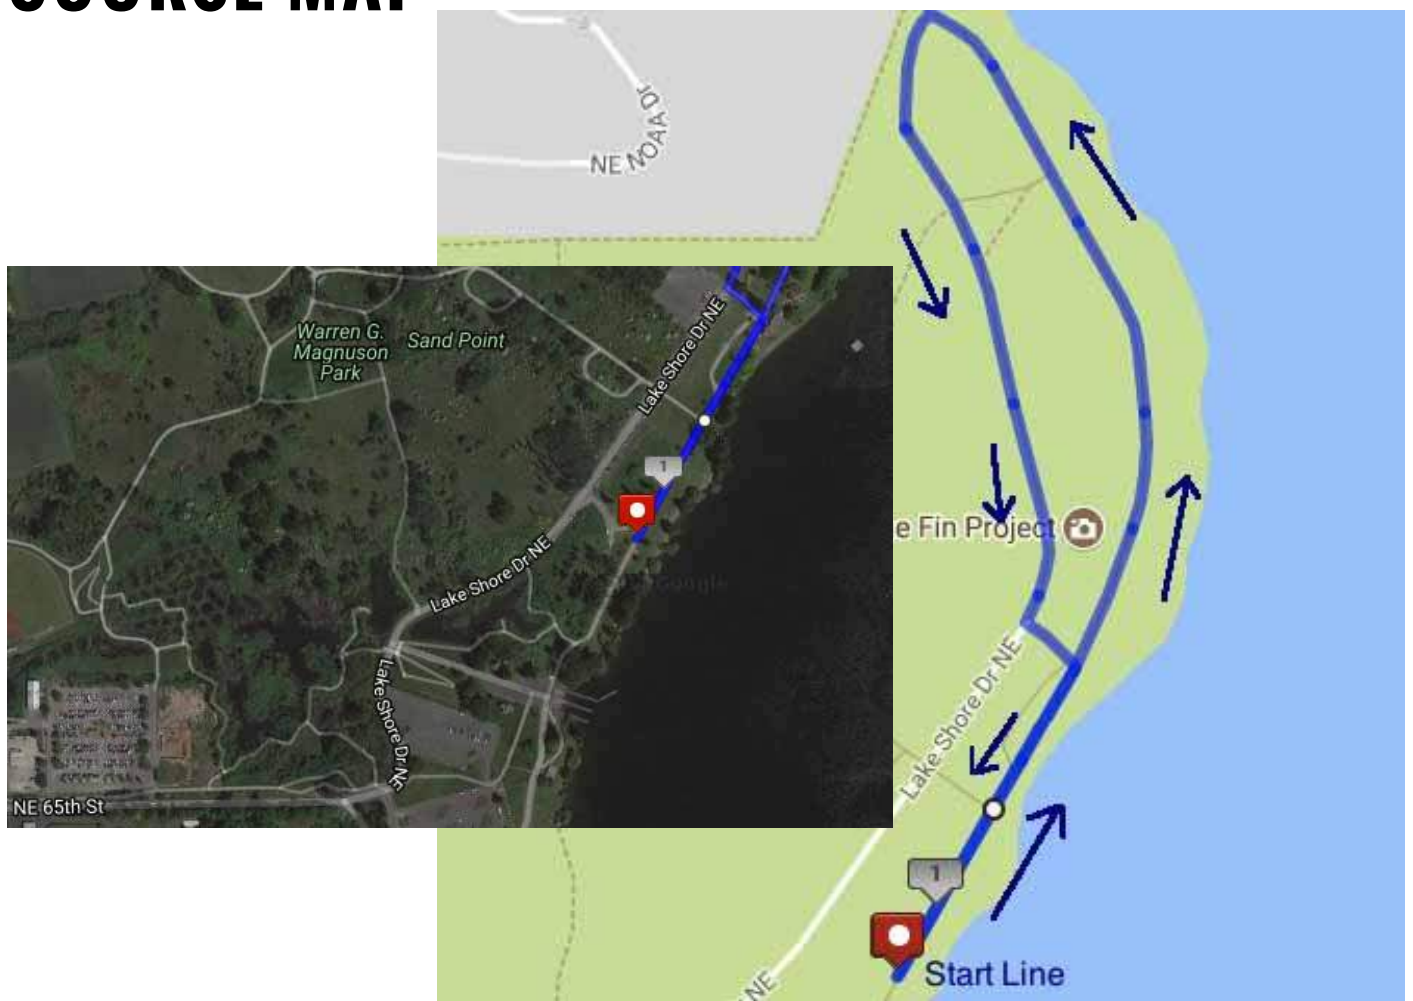 COURSE MAP
NE NOAA Dr
Warren G.
Magnuson
Park
Sand Point
Lake Shore Dr NE
1
Lake Shore Dr NE
Google
Lake Shore Dr NE
NE 65th St
e Fin Project
Lake Shore Dr NE
1
Start Line
NE